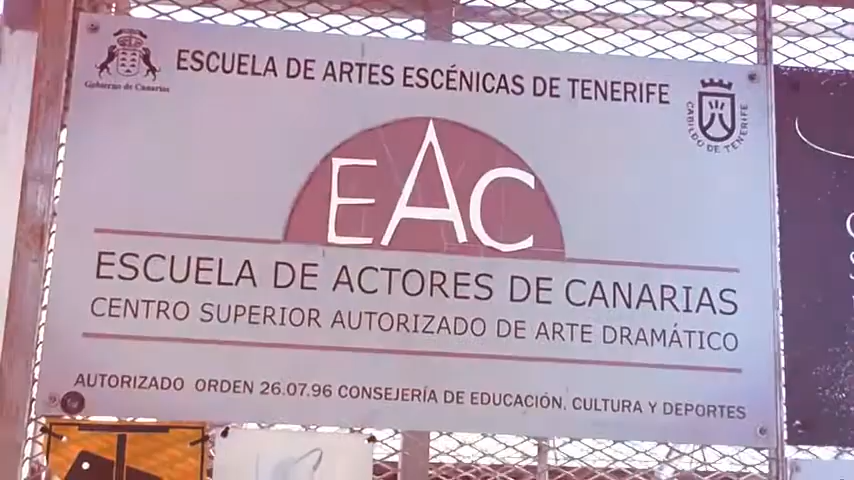 ESCUELA DE ARTES ESCÉNICAS DE TENERIFE
Gobierno de Canarias
CABILDO DE TENERIFE
EAC
ESCUELA DE ACTORES DE CANARIAS
CENTRO SUPERIOR AUTORIZADO DE ARTE DRAMÁTICO
AUTORIZADO ORDEN 26.07.96 CONSEJERÍA DE EDUCACIÓN, CULTURA Y DEPORTES